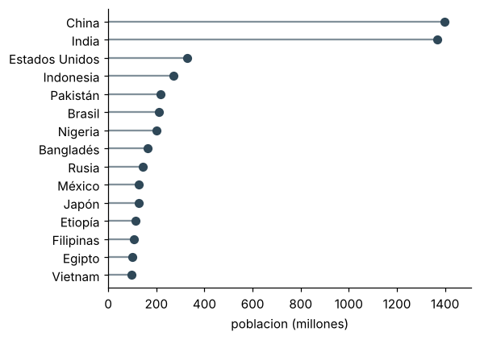 China
India
Estados Unidos
Indonesia
Pakistán
Brasil
Nigeria
Bangladés
Rusia
México
Japón
Etiopía
Filipinas
Egipto
Vietnam
0 200 400 600 800 1000 1200 1400
poblacion (millones)